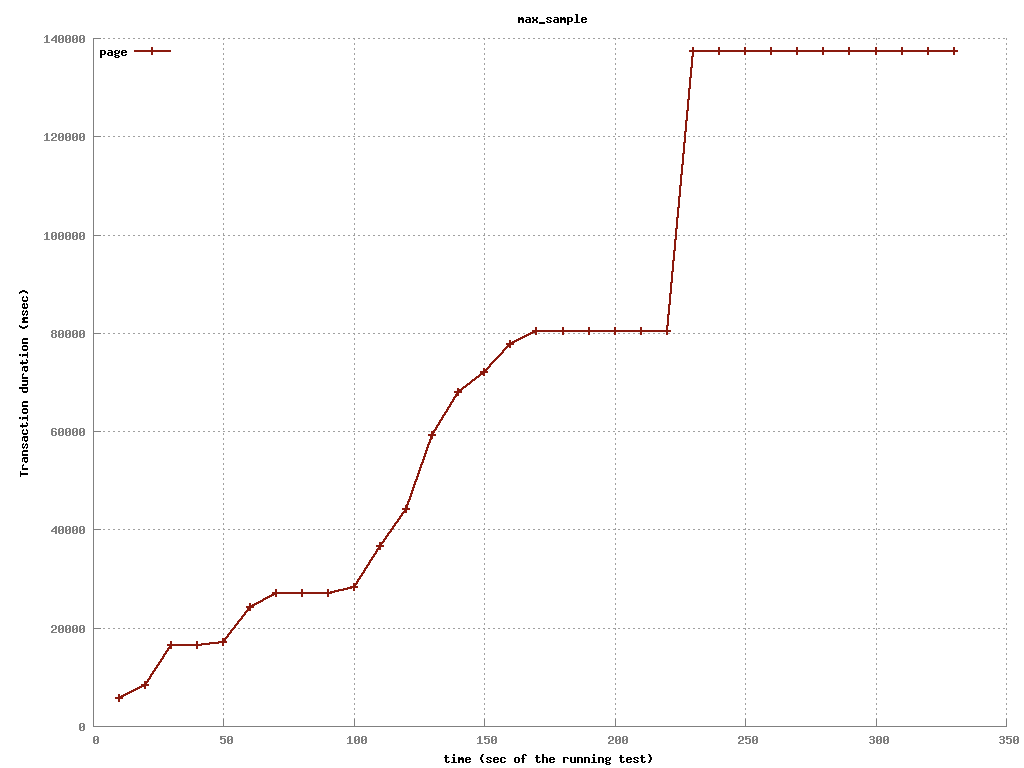 max_sample
page
140000
120000
100000
80000
60000
40000
20000
0
Transaction duration (msec)
0 50 100 150 200 250 300 350
time (sec of the running test)